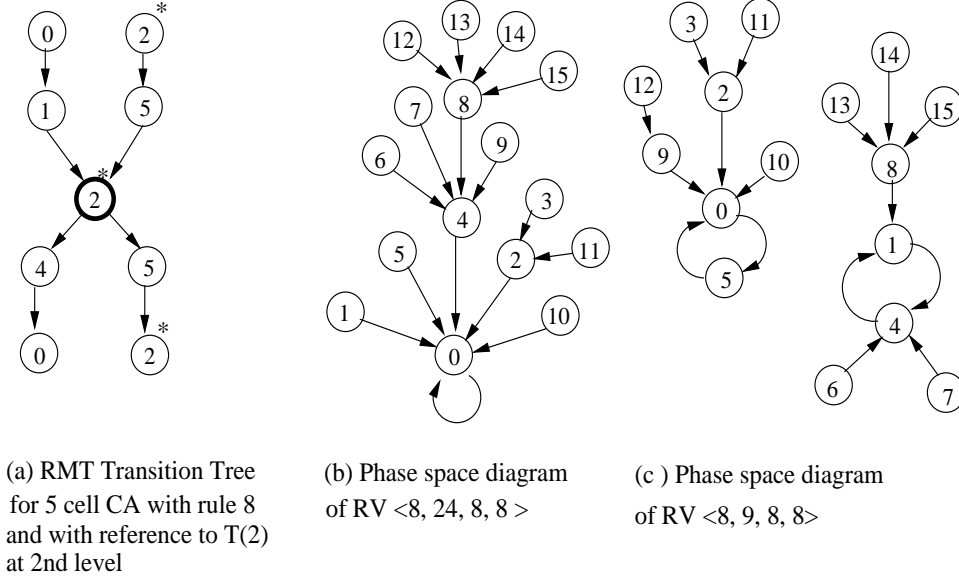 0 2 *
1 5
2 *
4 5
0 2 *
13
12 14
15
8
7
6 9
4
3
5 2 11
1 10
0
3 11
12 2
9 10
0
5
14
13 15
8
1
4
6 7
(a) RMT Transition Tree
for 5 cell CA with rule 8
and with reference to T(2)
at 2nd level
(b) Phase space diagram
of RV <8, 24, 8, 8 >
(c ) Phase space diagram
of RV <8, 9, 8, 8>